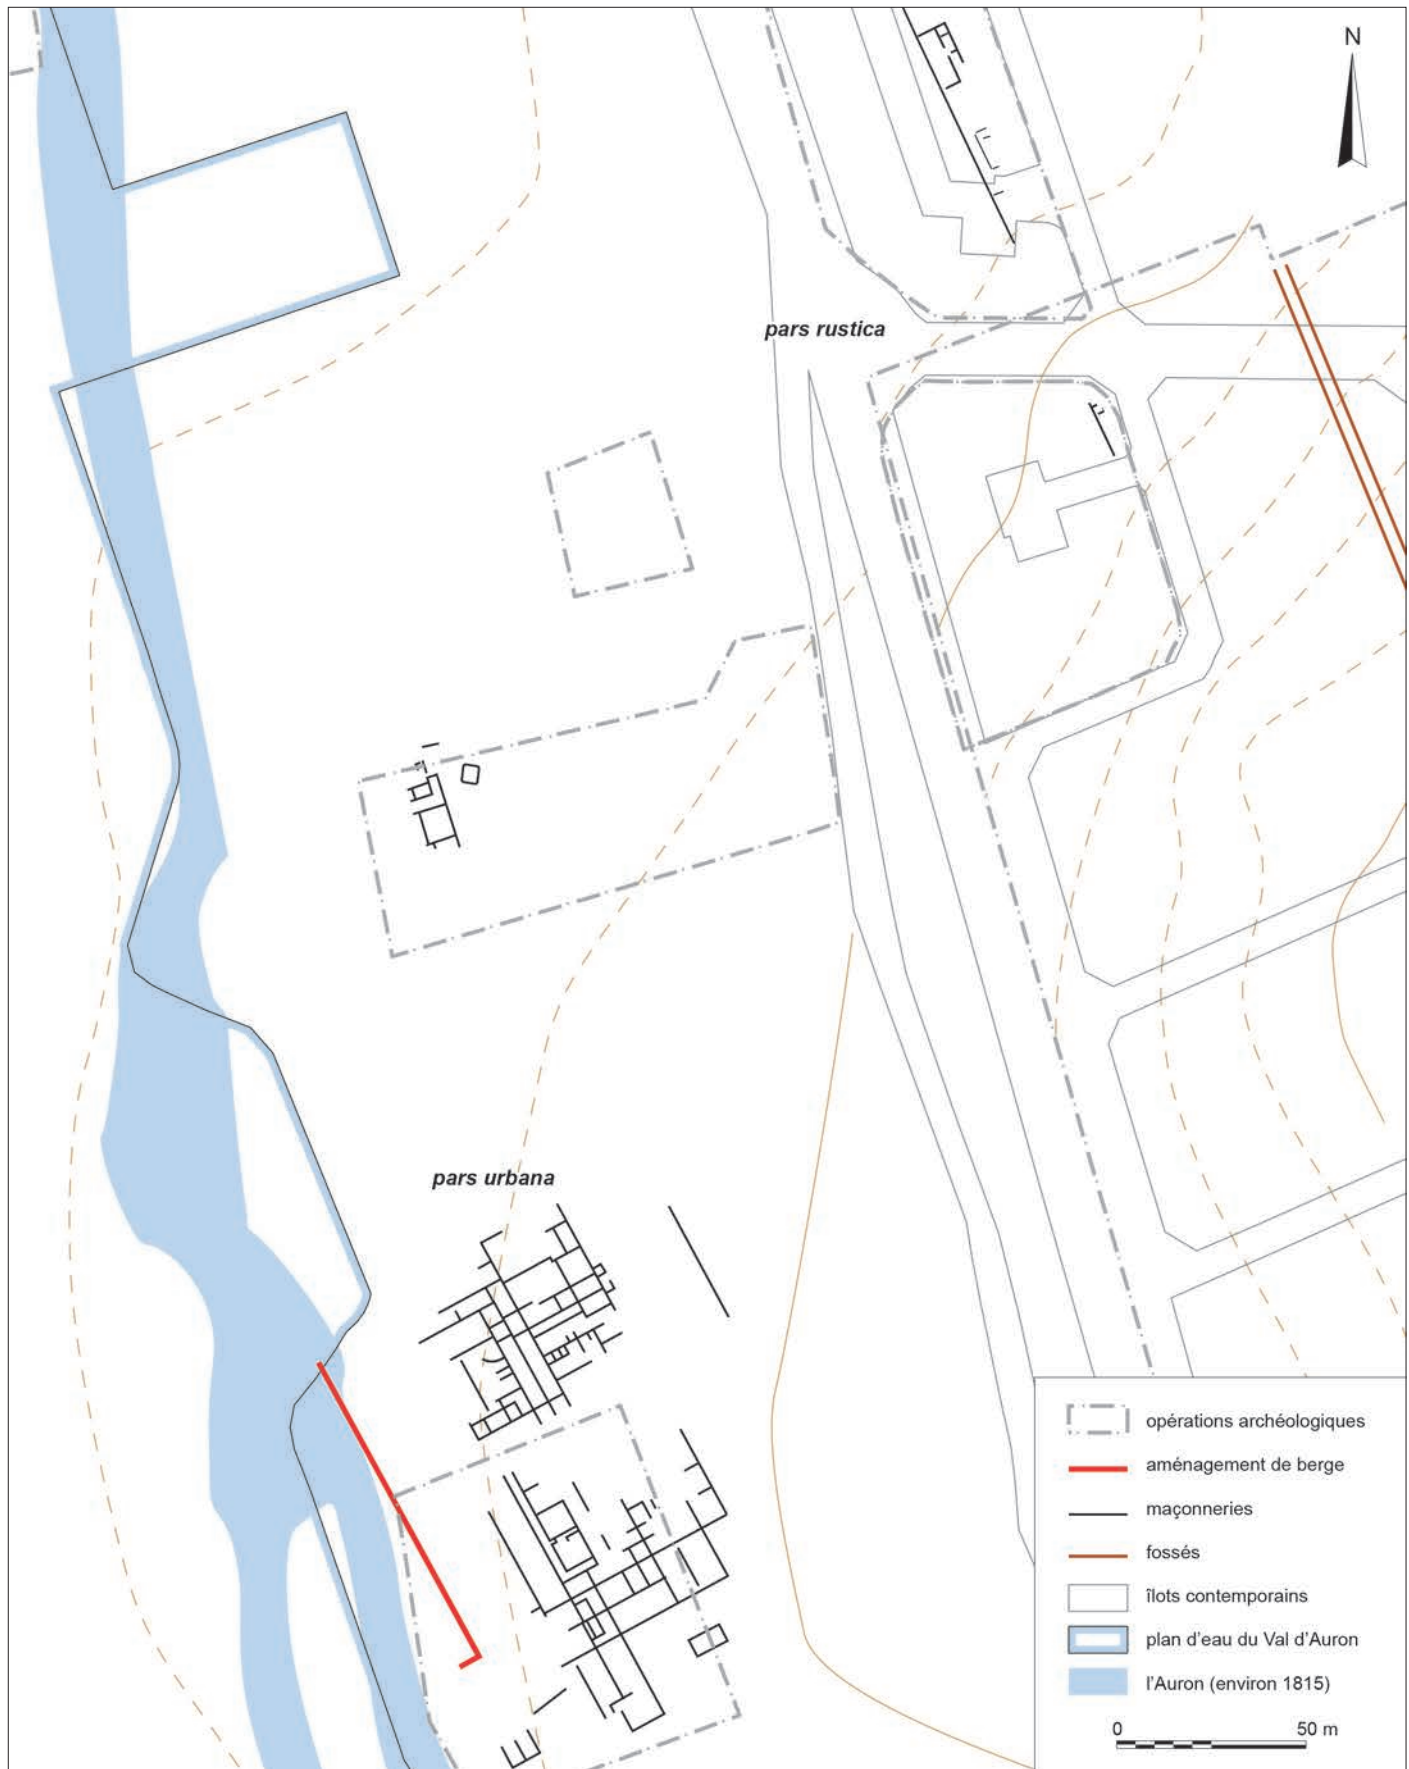 N
pars rustica
pars urbana
opérations archéologiques
aménagement de berge
maçonneries
fossés
îlots contemporains
plan d'eau du Val d'Auron
l'Auron (environ 1815)
0 50 m